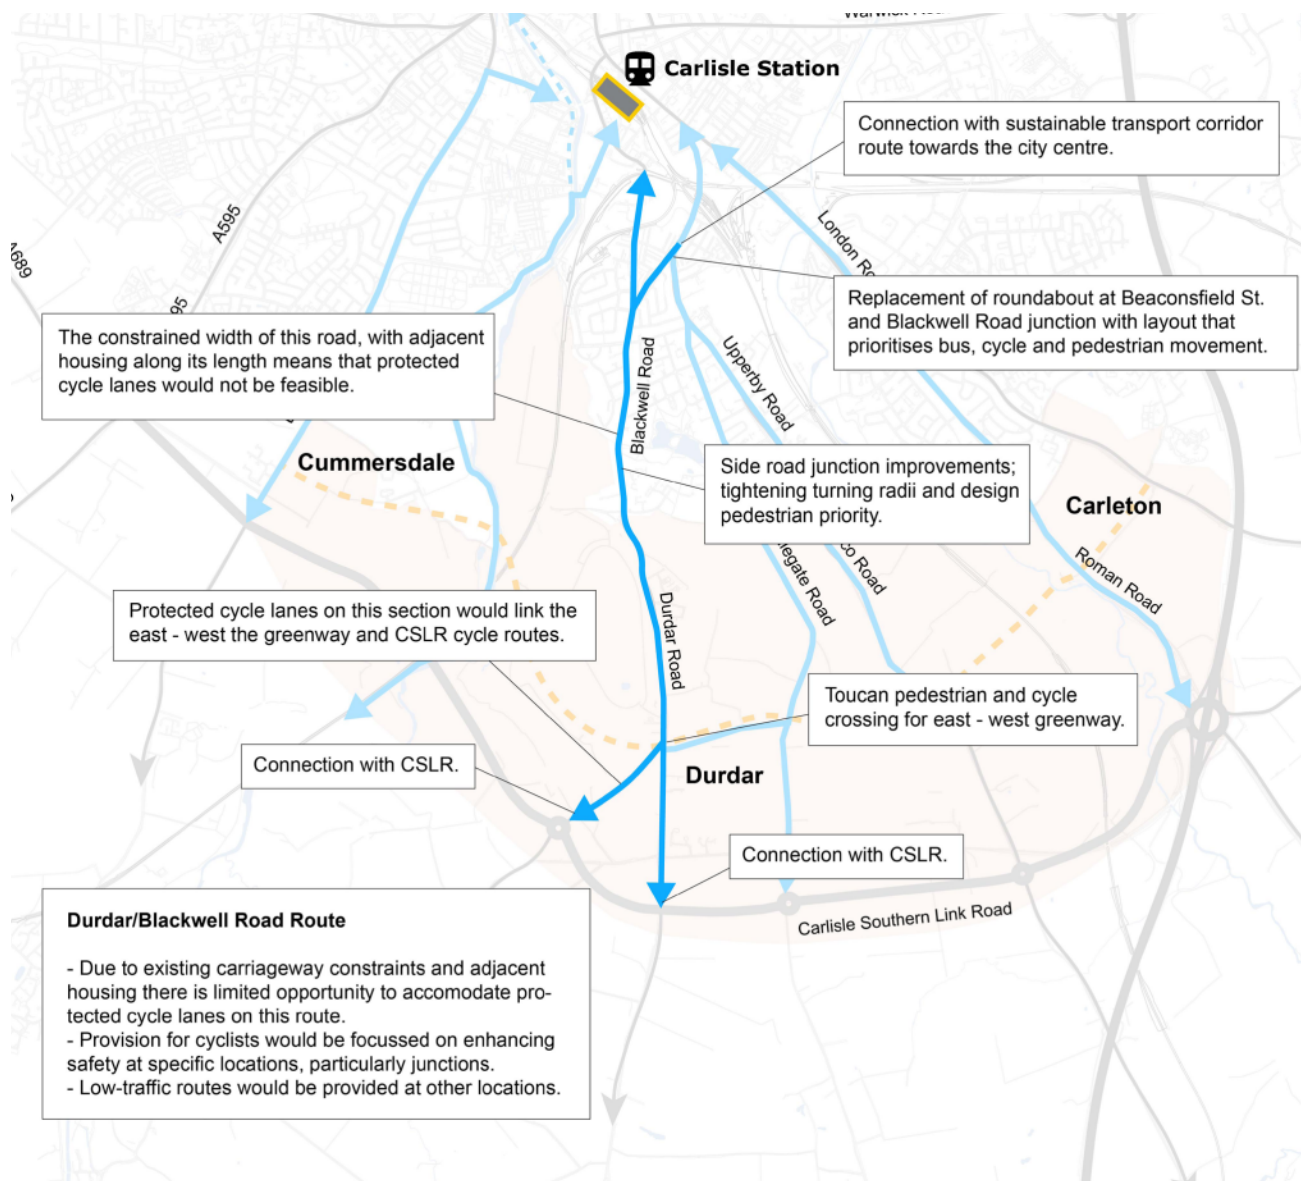 Carlisle Station
Connection with sustainable transport corridor
route towards the city centre.
A595
A689
London
Replacement of roundabout at Beaconsfield St.
and Blackwell Road junction with layout that
prioritises bus, cycle and pedestrian movement.
The constrained width of this road, with adjacent
housing along its length means that protected
cycle lanes would not be feasible.
Blackwell Road
Upperby Road
Cummersdale
Side road junction improvements;
tightening turning radii and design
pedestrian priority.
Carleton
Road
Road
Roman Road
Protected cycle lanes on this section would link the
east - west the greenway and CSLR cycle routes.
Durdar Road
Toucan pedestrian and cycle
crossing for east - west greenway.
Connection with CSLR.
Durdar
Connection with CSLR.
Carlisle Southern Link Road
Durdar/Blackwell Road Route
- Due to existing carriageway constraints and adjacent
housing there is limited opportunity to accomodate pro-
tected cycle lanes on this route.
- Provision for cyclists would be focussed on enhancing
safety at specific locations, particularly junctions.
- Low-traffic routes would be provided at other locations.